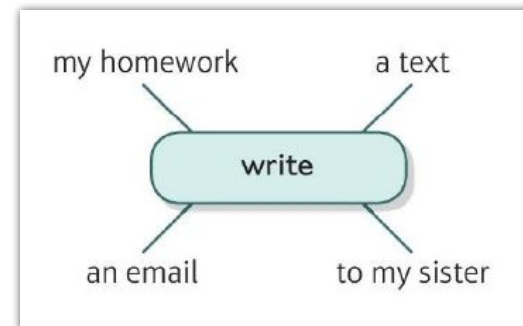 my homework
a text
write
an email
to my sister